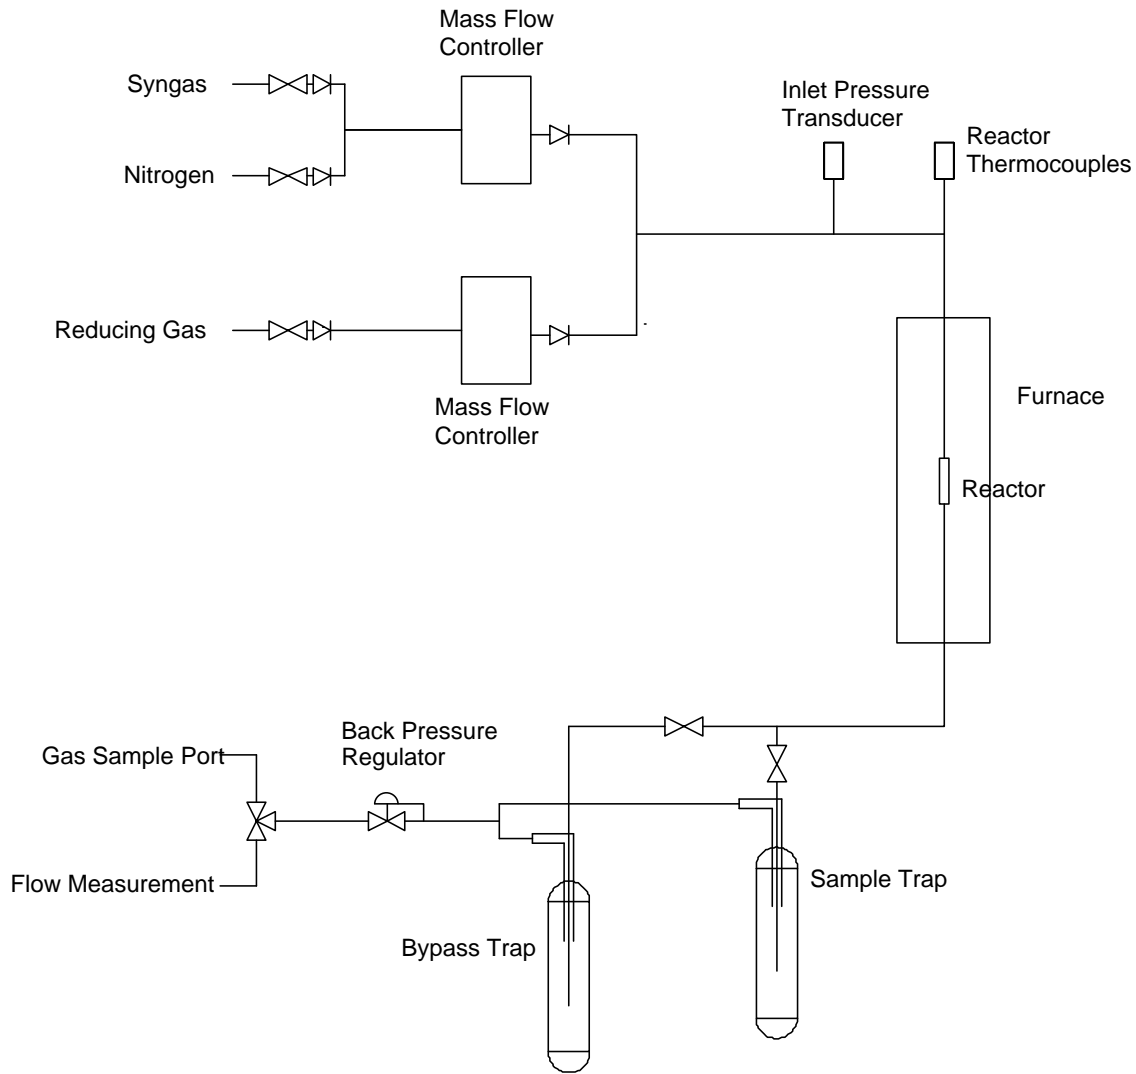 Mass Flow
Controller
Syngas
Inlet Pressure
Transducer
Reactor
Thermocouples
Nitrogen
Reducing Gas
Mass Flow
Controller
Furnace
Reactor
Back Pressure
Regulator
Gas Sample Port
Flow Measurement
Sample Trap
Bypass Trap